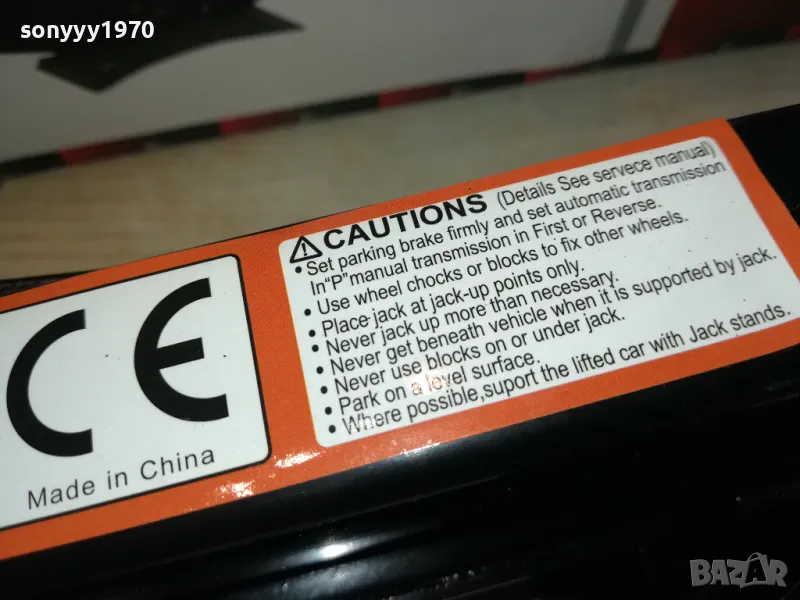 sonyyy1970
CAUTIONS (Details See servece manual)
•Set parking brake firmly and set automatic transmission
In"P"manual transmission in First or Reverse.
•Use wheel chocks or blocks to fix other wheels.
•Place jack at jack-up points only.
•Never jack up more than necessary.
•Never get beneath vehicle when it is supported by jack.
•Never use blocks on or under jack.
•Park on a level surface.
•Where possible,suport the lifted car with Jack stands.
CE
Made in China
BAZAR